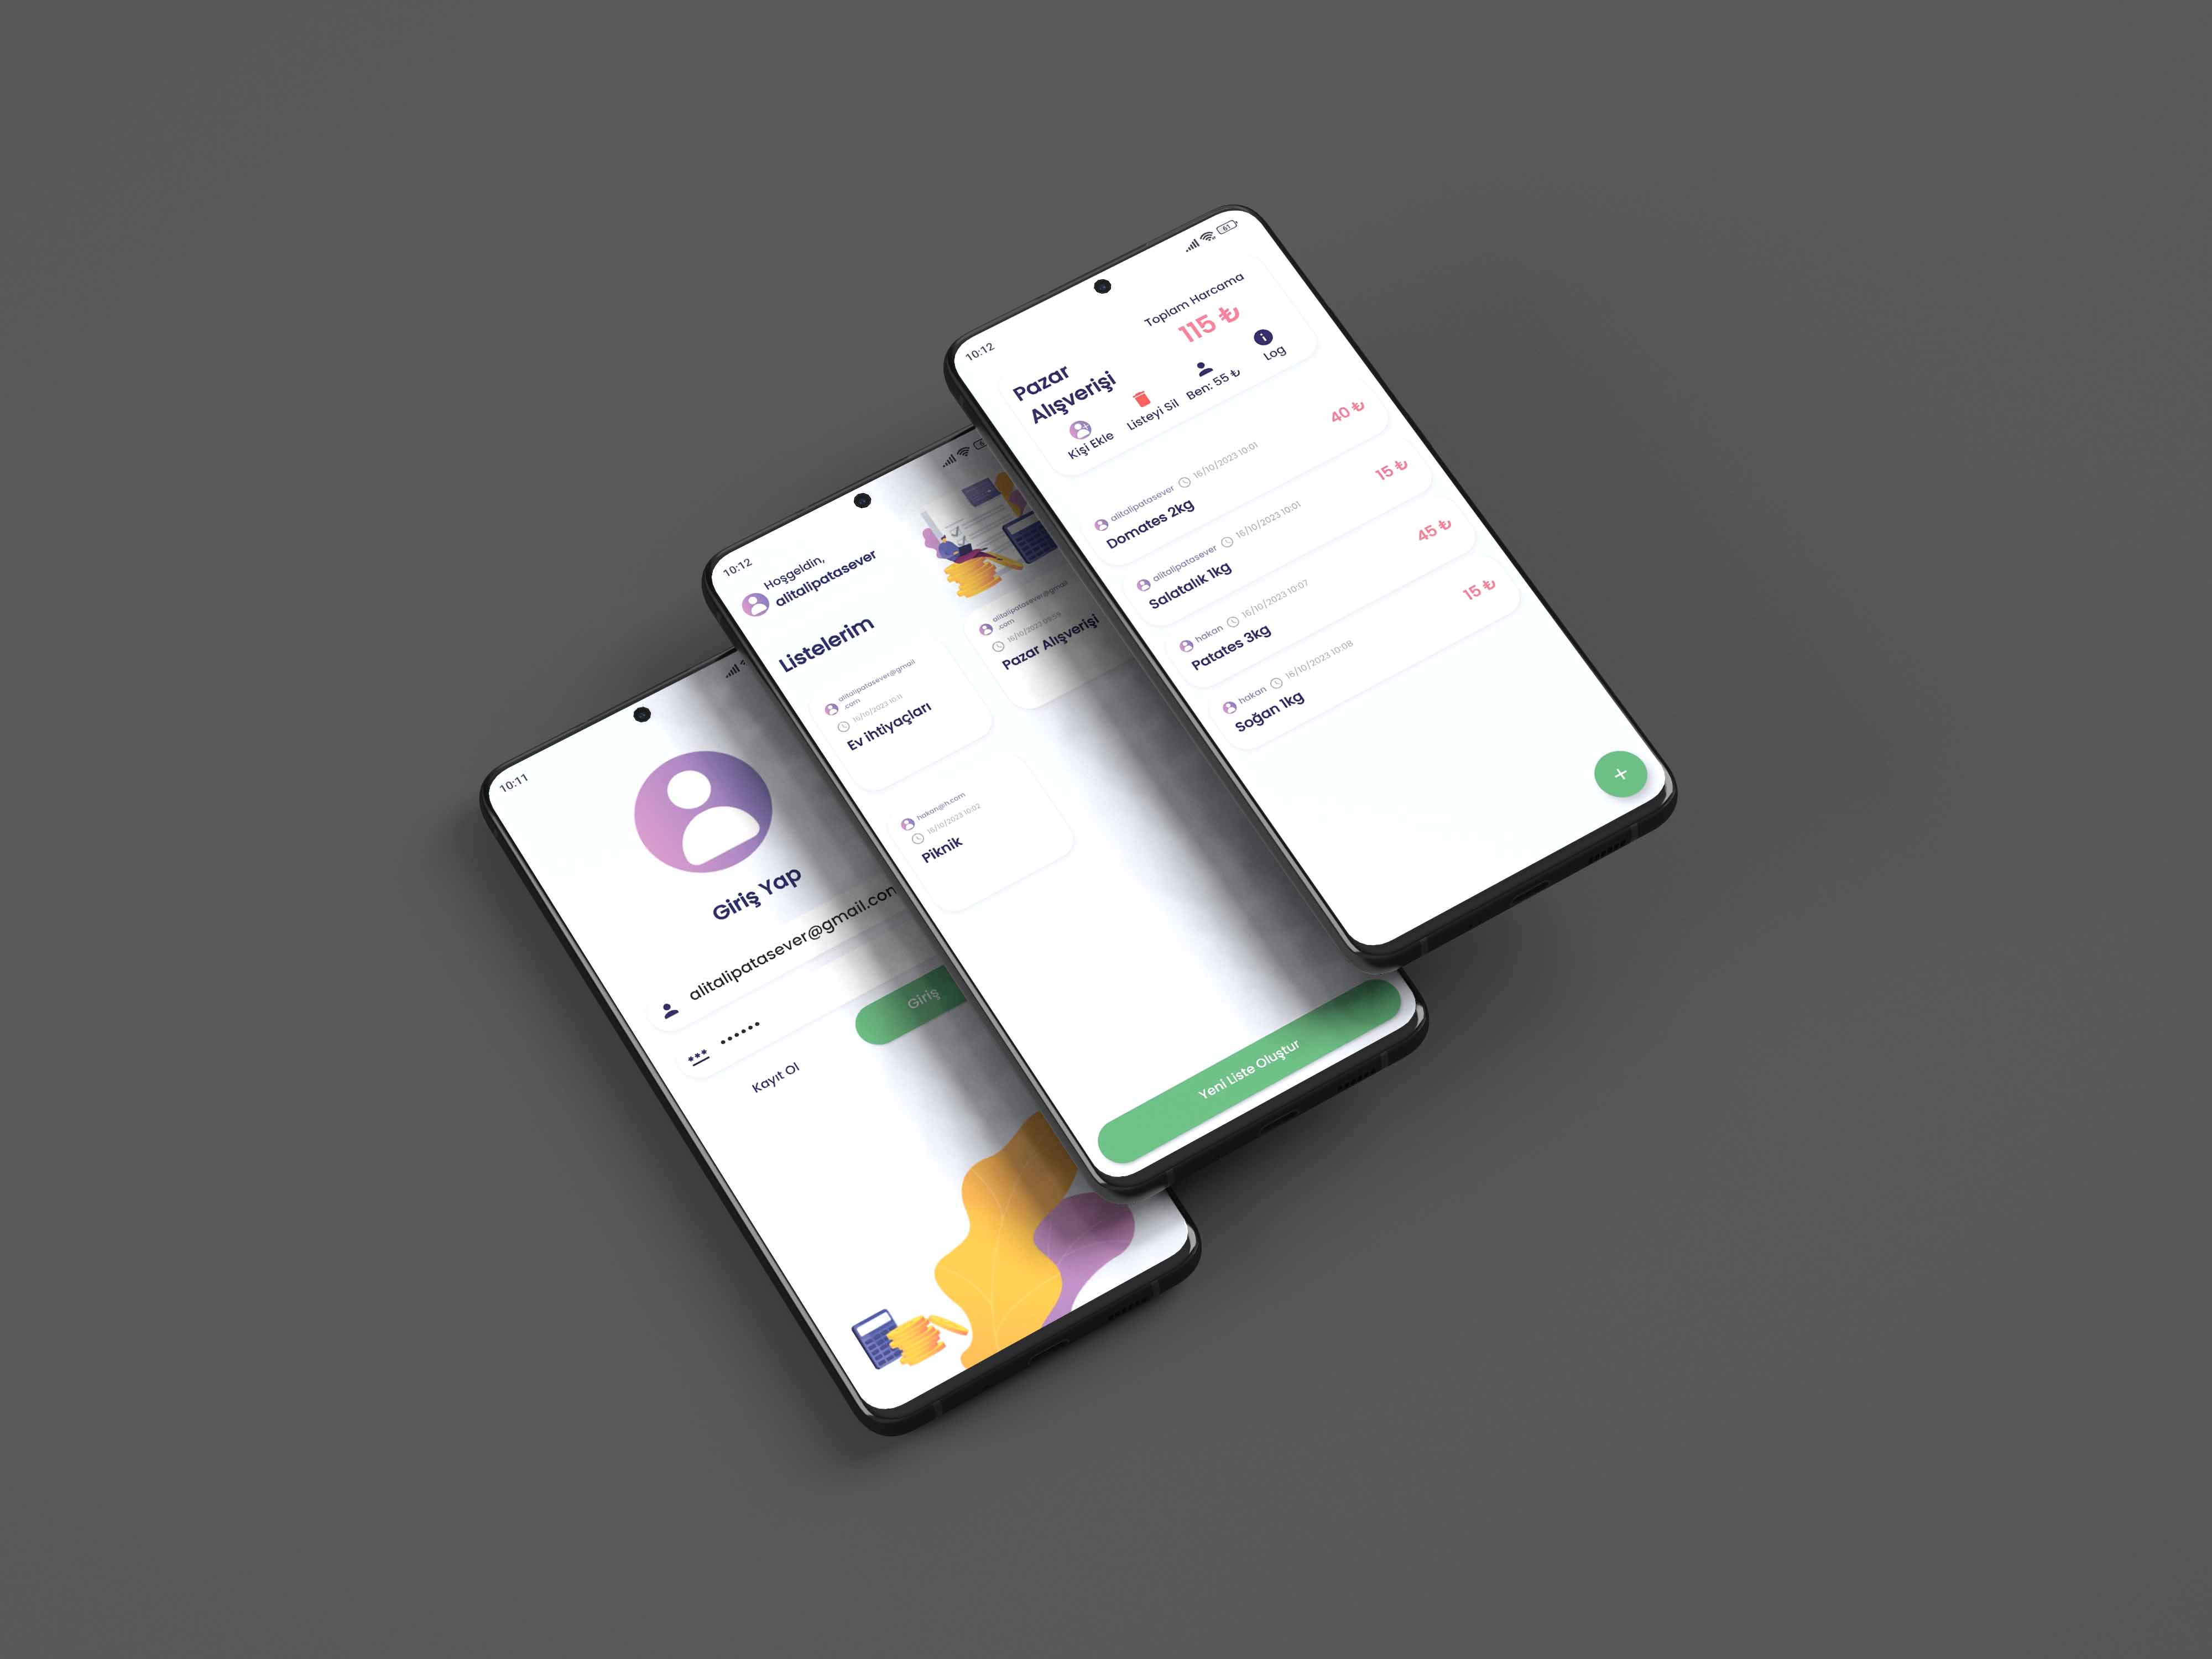 10:11
Giriş Yap
alitalipatasever@gmail.com
••••••
Giriş
Kayıt Ol
10:12
Hoşgeldin,
alitalipatasever
Listelerim
alitalipatasever@gmail
.com
16/10/2023 10:11
Ev ihtiyaçları
alitalipatasever@gmail
.com
16/10/2023 09:59
Pazar Alışverişi
hakan@h.com
16/10/2023 10:02
Piknik
Yeni Liste Oluştur
10:12
61
Pazar
Alışverişi
Toplam Harcama
115 ₺
Kişi Ekle
Listeyi Sil
Ben: 55 ₺
Log
alitalipatasever 16/10/2023 10:01
Domates 2kg
40 ₺
alitalipatasever 16/10/2023 10:01
Salatalık 1kg
15 ₺
hakan 16/10/2023 10:07
Patates 3kg
45 ₺
hakan 16/10/2023 10:08
Soğan 1kg
15 ₺
+